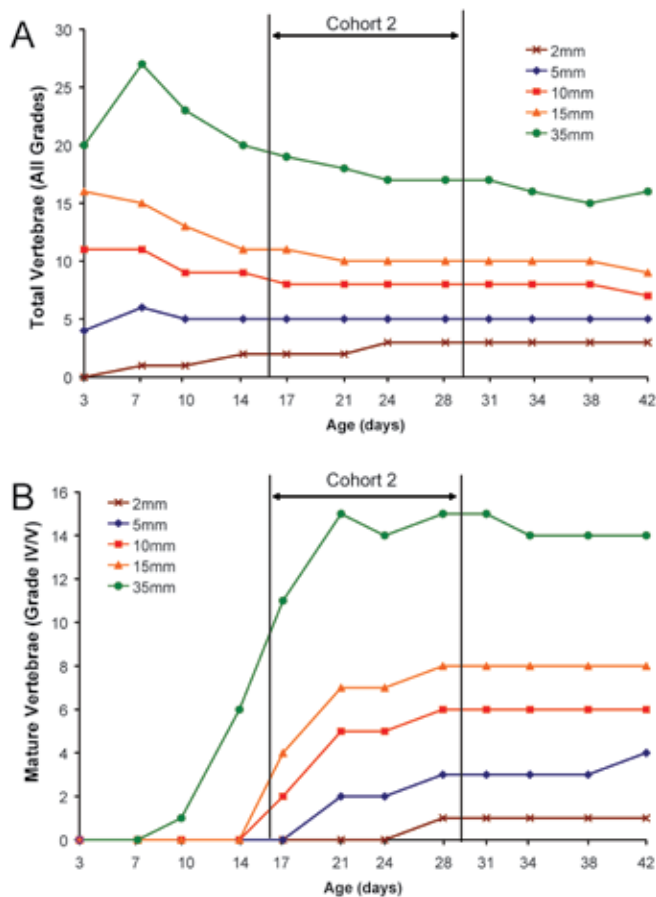 A
Cohort 2
30
25
20
15
10
5
0
Total Vertebrae (All Grades)
2mm
5mm
10mm
15mm
35mm
3 7 10 14 17 21 24 28 31 34 38 42
Age (days)
B
Cohort 2
16
14
12
10
8
6
4
2
0
Mature Vertebrae (Grade IV/V)
2mm
5mm
10mm
15mm
35mm
3 7 10 14 17 21 24 28 31 34 38 42
Age (days)